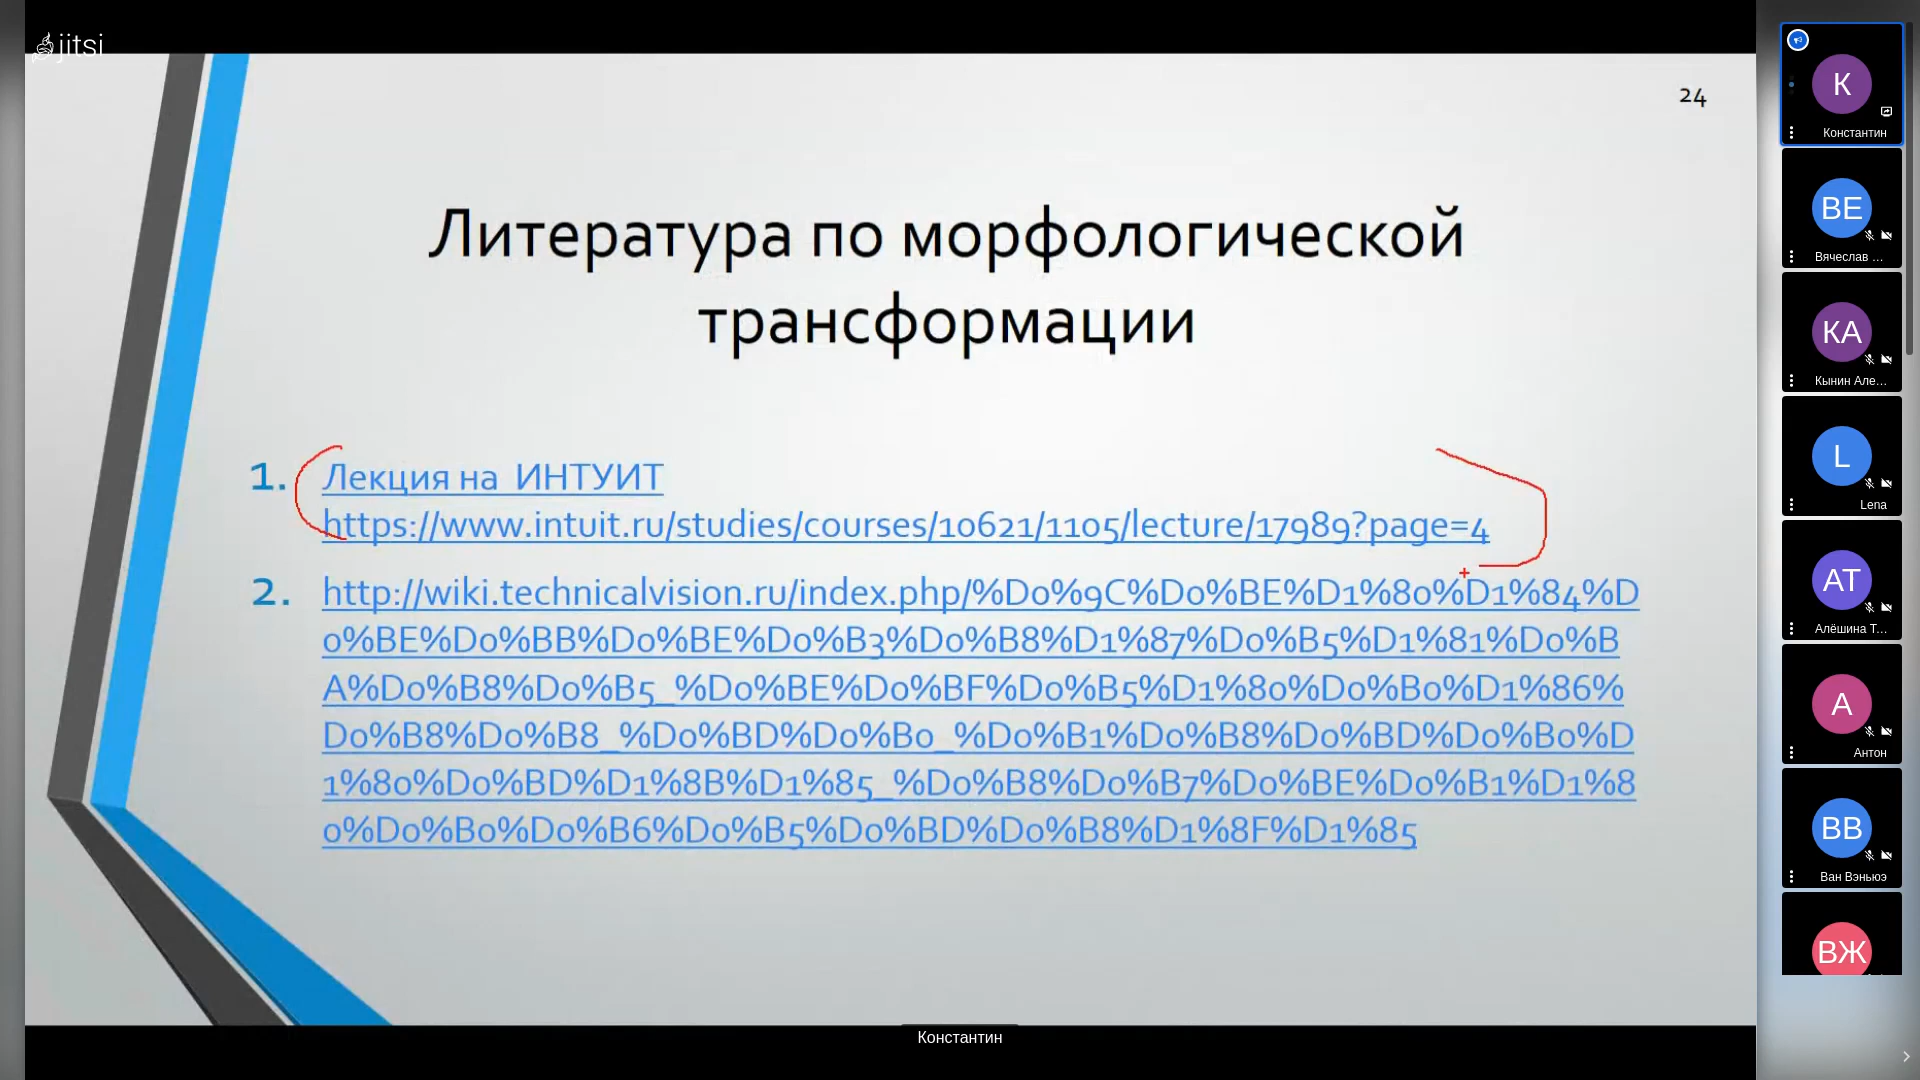 jitsi
24
Литература по морфологической
трансформации
1. Лекция на ИНТУИТ
https://www.intuit.ru/studies/courses/10621/1105/lecture/17989?page=4
2. http://wiki.technicalvision.ru/index.php/%D0%9C%D0%BE%D1%80%D1%84%D
0%BE%D0%BB%D0%BE%D0%B3%D0%B8%D1%87%D0%B5%D1%81%D0%B
A%D0%B8%D0%B5_%D0%BE%D0%BF%D0%B5%D1%80%D0%B0%D1%86%
D0%B8%D0%B8_%D0%BD%D0%B0_%D0%B1%D0%B8%D0%BD%D0%B0%D
1%80%D0%BD%D1%8B%D1%85_%D0%B8%D0%B7%D0%BE%D0%B1%D1%8
0%D0%B0%D0%B6%D0%B5%D0%BD%D0%B8%D1%8F%D1%85
Константин
К
Константин
ВЕ
Вячеслав ...
КА
Кынин Але...
L
Lena
АТ
Алёшина Т...
А
Антон
ВВ
Ван Вэньюэ
ВЖ